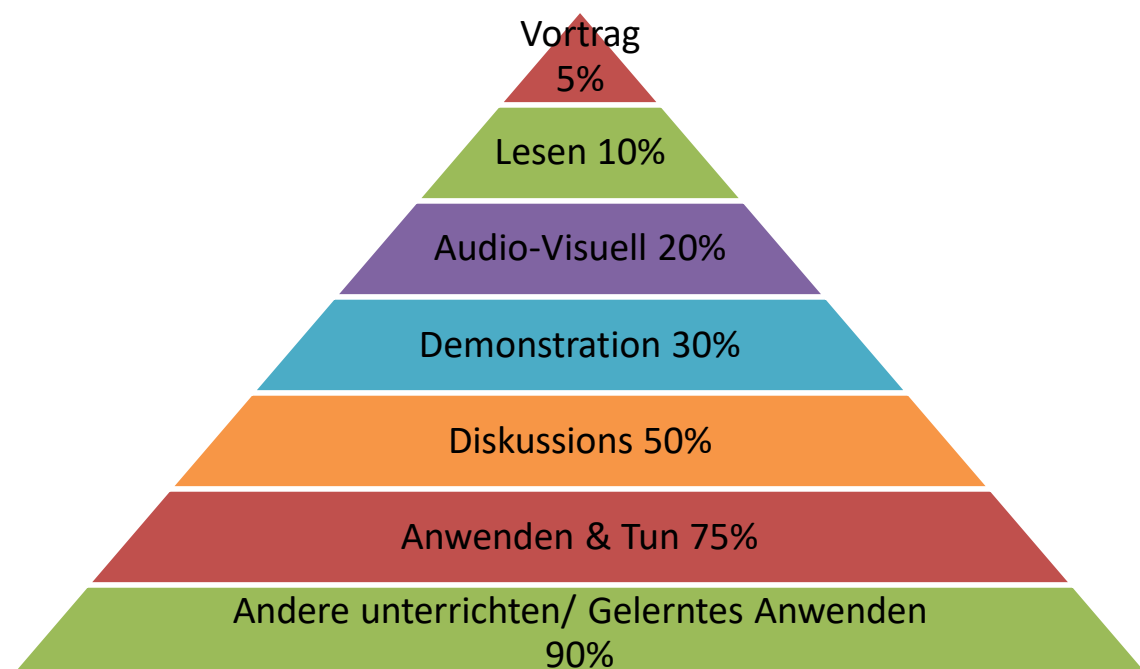 Vortrag
5%
Lesen 10%
Audio-Visuell 20%
Demonstration 30%
Diskussions 50%
Anwenden & Tun 75%
Andere unterrichten/ Gelerntes Anwenden
90%